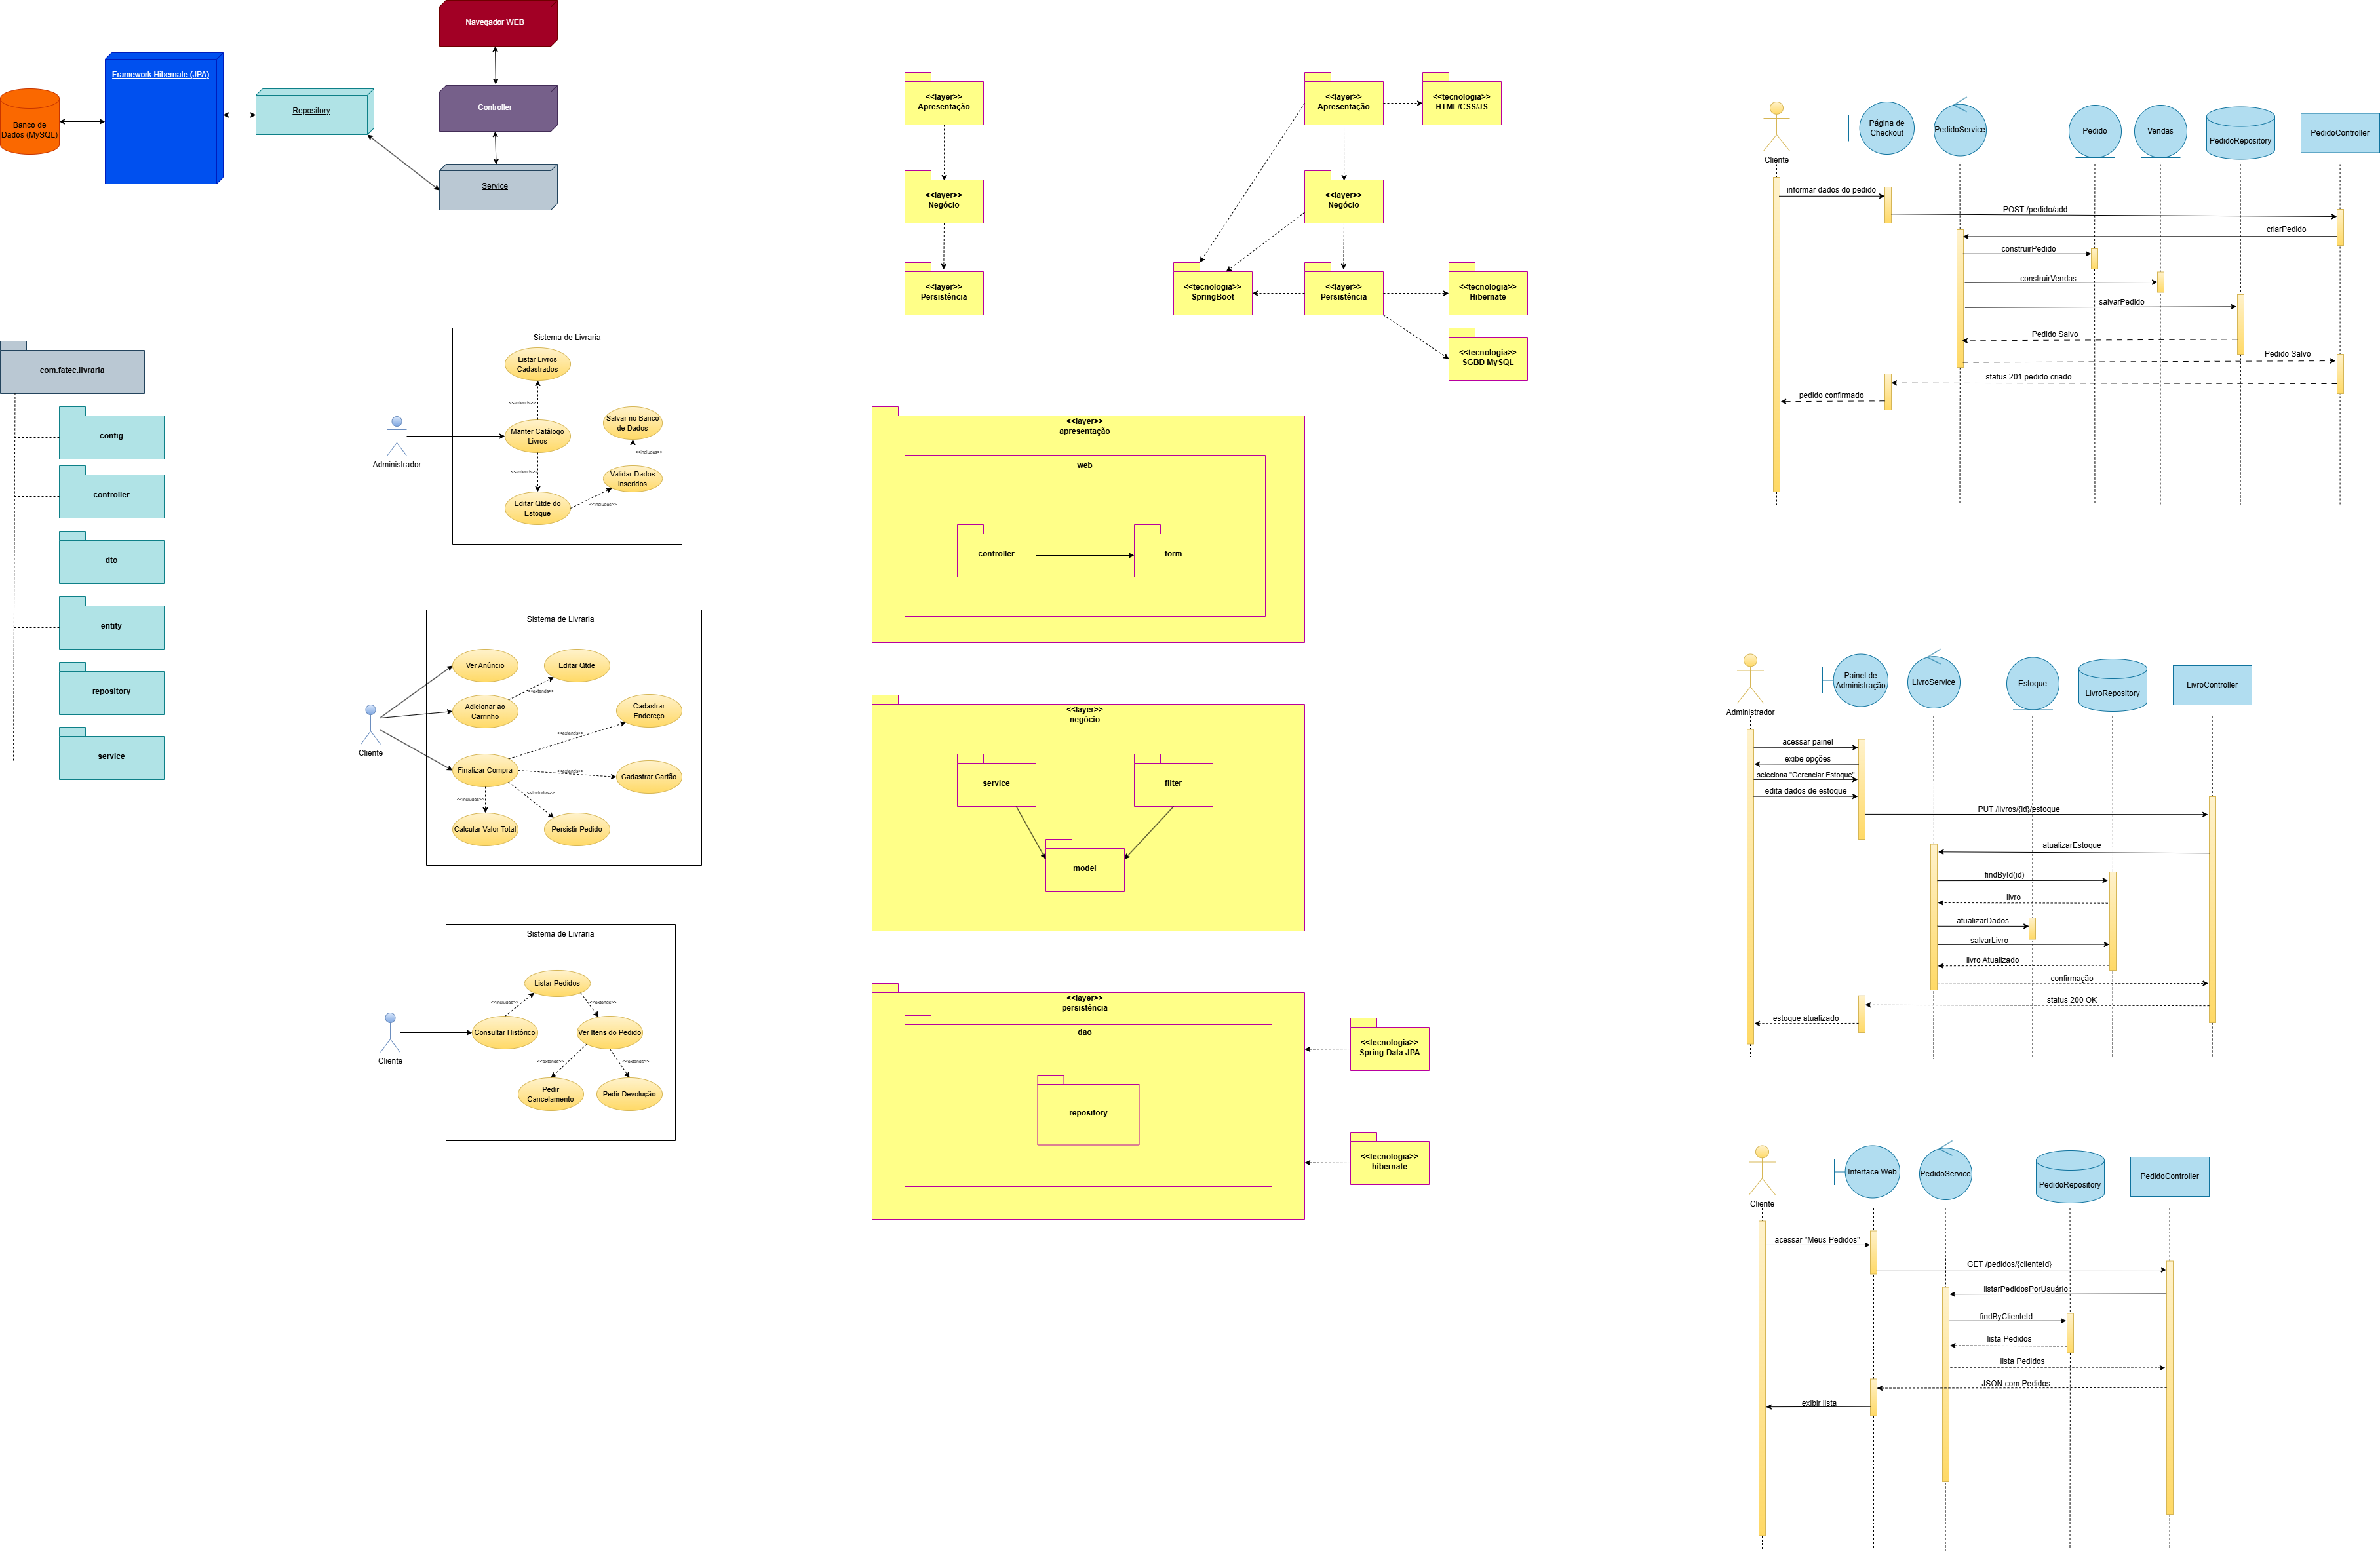 Navegador WEB
Framework Hibernate (JPA)
Controller
Repository
Banco de
Dados (MySQL)
Service
com.fatec.livraria
config
controller
dto
entity
repository
service
Sistema de Livraria
Listar Livros
Cadastrados
<<extends>>
Manter Catálogo
Livros
Salvar no Banco
de Dados
Administrador
<<includes>>
<<extends>>
Validar Dados
inseridos
Editar Qtde do
Estoque
<<includes>>
Sistema de Livraria
Ver Anúncio
Editar Qtde
<<extends>>
Adicionar ao
Carrinho
Cadastrar
Endereço
<<extends>>
Cliente
Finalizar Compra
<<extends>>
Cadastrar Cartão
<<includes>>
<<includes>>
Calcular Valor Total
Persistir Pedido
Sistema de Livraria
Listar Pedidos
<<includes>>
<<extends>>
Consultar Histórico
Ver Itens do Pedido
Cliente
<<extends>>
<<extends>>
Pedir
Cancelamento
Pedir Devolução
<<layer>>
Apresentação
<<layer>>
Negócio
<<layer>>
Persistência
<<layer>>
Apresentação
<<tecnologia>>
HTML/CSS/JS
<<layer>>
Negócio
<<tecnologia>>
SpringBoot
<<layer>>
Persistência
<<tecnologia>>
Hibernate
<<tecnologia>>
SGBD MySQL
<<layer>>
apresentação
web
controller
form
<<layer>>
negócio
service
filter
model
<<layer>>
persistência
dao
repository
<<tecnologia>>
Spring Data JPA
<<tecnologia>>
hibernate
Cliente
Página de
Checkout
PedidoService
Pedido
Vendas
PedidoRepository
PedidoController
informar dados do pedido
POST /pedido/add
criarPedido
construirPedido
construirVendas
salvarPedido
Pedido Salvo
Pedido Salvo
status 201 pedido criado
pedido confirmado
Administrador
Painel de
Administração
LivroService
Estoque
LivroRepository
LivroController
acessar painel
exibe opções
seleciona "Gerenciar Estoque"
edita dados de estoque
PUT /livros/{id}/estoque
atualizarEstoque
findById(id)
livro
atualizarDados
salvarLivro
livro Atualizado
confirmação
status 200 OK
estoque atualizado
Cliente
Interface Web
PedidoService
PedidoRepository
PedidoController
acessar "Meus Pedidos"
GET /pedidos/{clienteId}
listarPedidosPorUsuário
findByClienteId
lista Pedidos
lista Pedidos
JSON com Pedidos
exibir lista